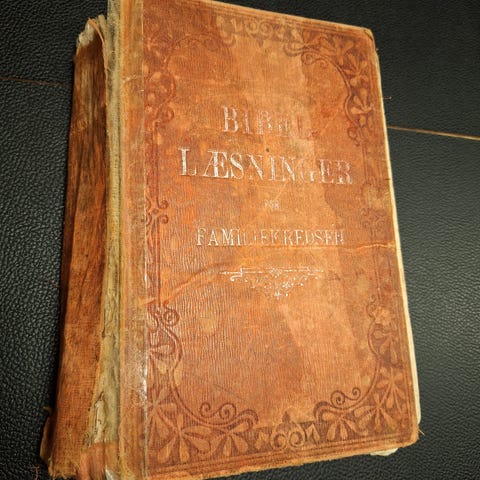 BIBEL
LÆSNINGER
FOR
FAMILIEKREDSEN